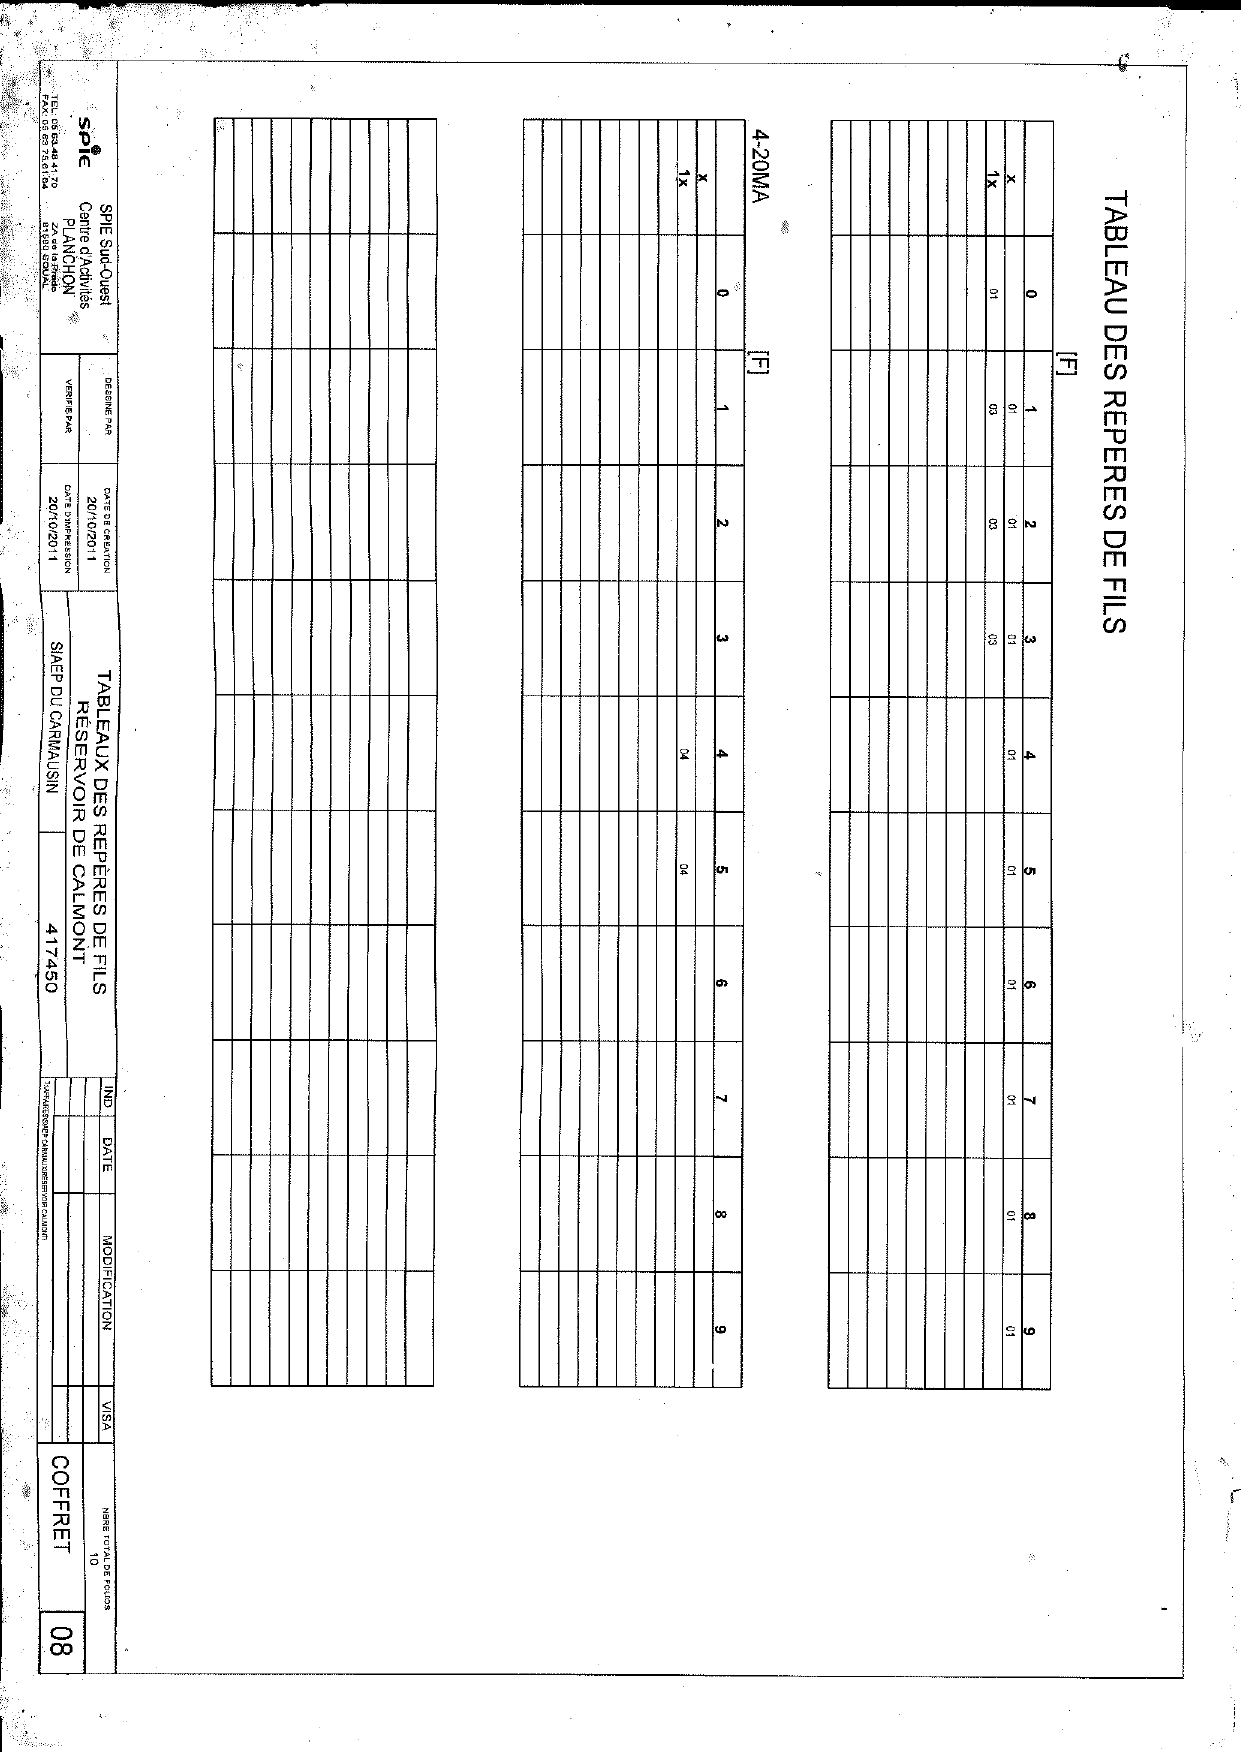 TABLEAU DES REPERES DE FILS
[F]
0 1 2 3 4 5 6 7 8 9
x 01 01 01 01 01 01 01 01 01
1x 01 03 03 03
4-20MA [F]
0 1 2 3 4 5 6 7 8 9
x
1x 04 04
spie
SPIE Sud-Ouest
Centre d'Activités
PLANCHON
ZA de la Prade
81580 SOUAL
TEL: 05 63.48 41.70
FAX: 05 63 75.61.64
DESSINE PAR
VERIFIE PAR
DATE DE CREATION
20/10/2011
DATE D'IMPRESSION
20/10/2011
TABLEAUX DES REPÈRES DE FILS
RÉSERVOIR DE CALMONT
SIAEP DU CARMAUSIN
417450
IND DATE MODIFICATION VISA
NBRE TOTAL DE FOLIOS
10
COFFRET
08